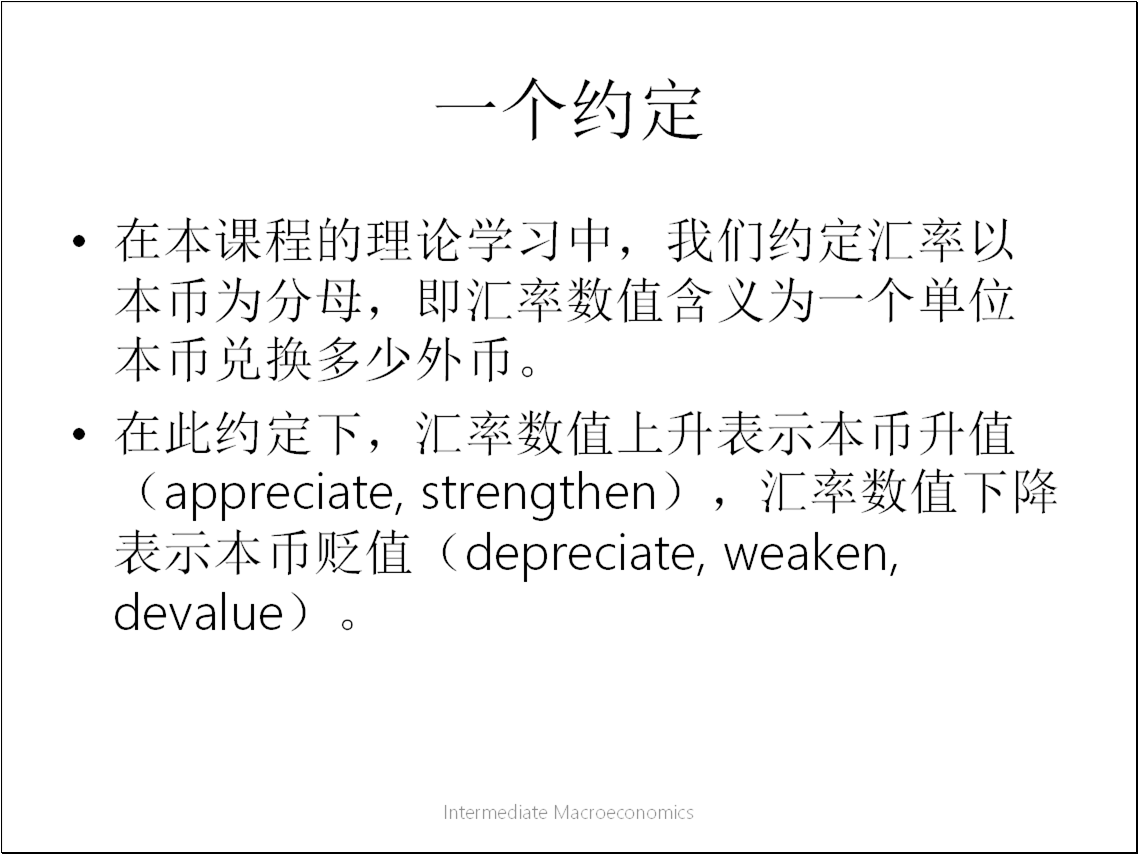 一个约定
• 在本课程的理论学习中，我们约定汇率以
本币为分母，即汇率数值含义为一个单位
本币兑换多少外币。
• 在此约定下，汇率数值上升表示本币升值
（appreciate, strengthen），汇率数值下降
表示本币贬值（depreciate, weaken,
devalue）。
Intermediate Macroeconomics